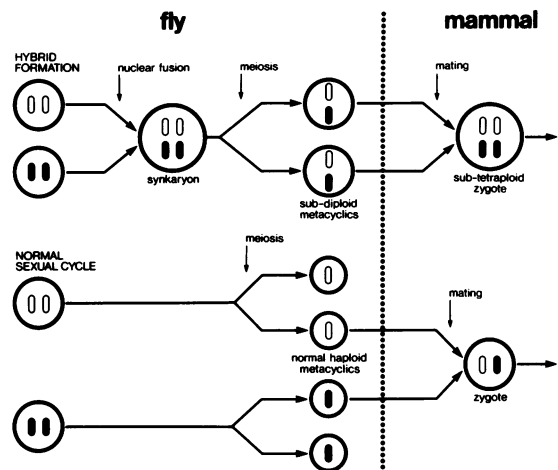 fly
mammal
HYBRID
FORMATION
nuclear fusion
meiosis
mating
synkaryon
sub-diploid
metacyclics
sub-tetraploid
zygote
NORMAL
SEXUAL CYCLE
meiosis
mating
normal haploid
metacyclics
zygote